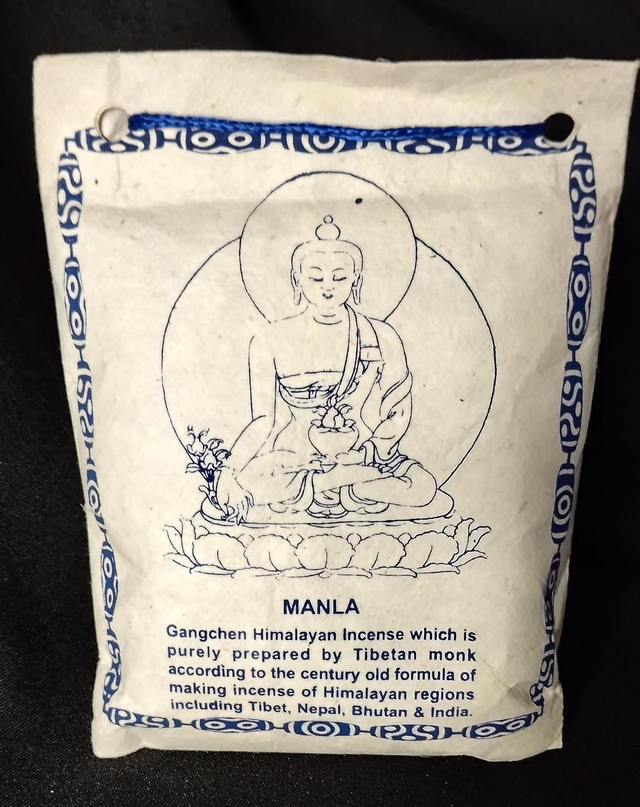 MANLA
Gangchen Himalayan Incense which is
purely prepared by Tibetan monk
according to the century old formula of
making incense of Himalayan regions
including Tibet, Nepal, Bhutan & India.